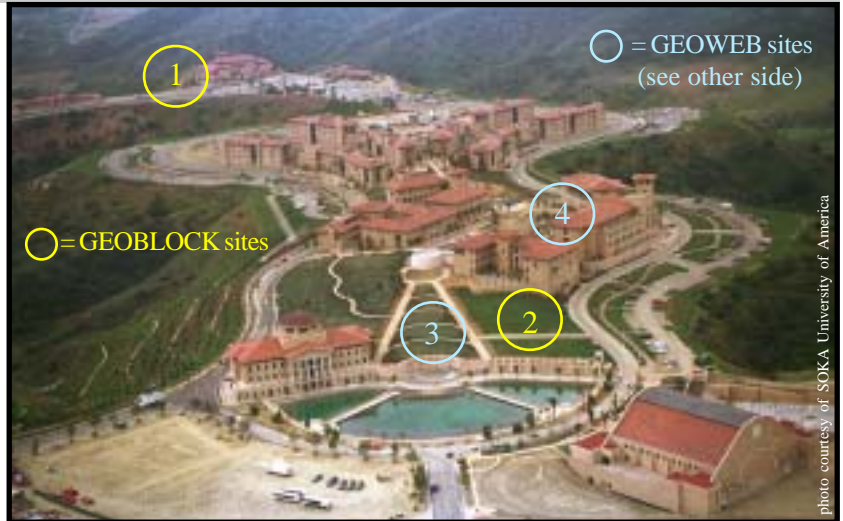 1
= GEOWEB sites
(see other side)
4
= GEOBLOCK sites
2
3
photo courtesy of SOKA University of America